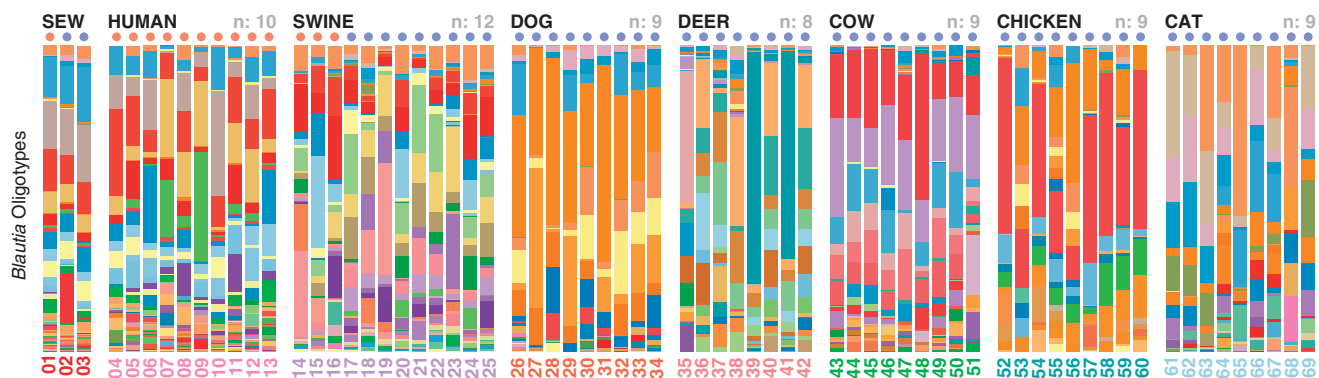 SEW HUMAN n: 10 SWINE n: 12 DOG n: 9 DEER n: 8 COW n: 9 CHICKEN n: 9 CAT n: 9
Blautia Oligotypes
01 02 03 04 05 06 07 08 09 10 11 12 13 14 15 16 17 18 19 20 21 22 23 24 25 26 27 28 29 30 31 32 33 34 35 36 37 38 39 40 41 42 43 44 45 46 47 48 49 50 51 52 53 54 55 56 57 58 59 60 61 62 63 64 65 66 67 68 69